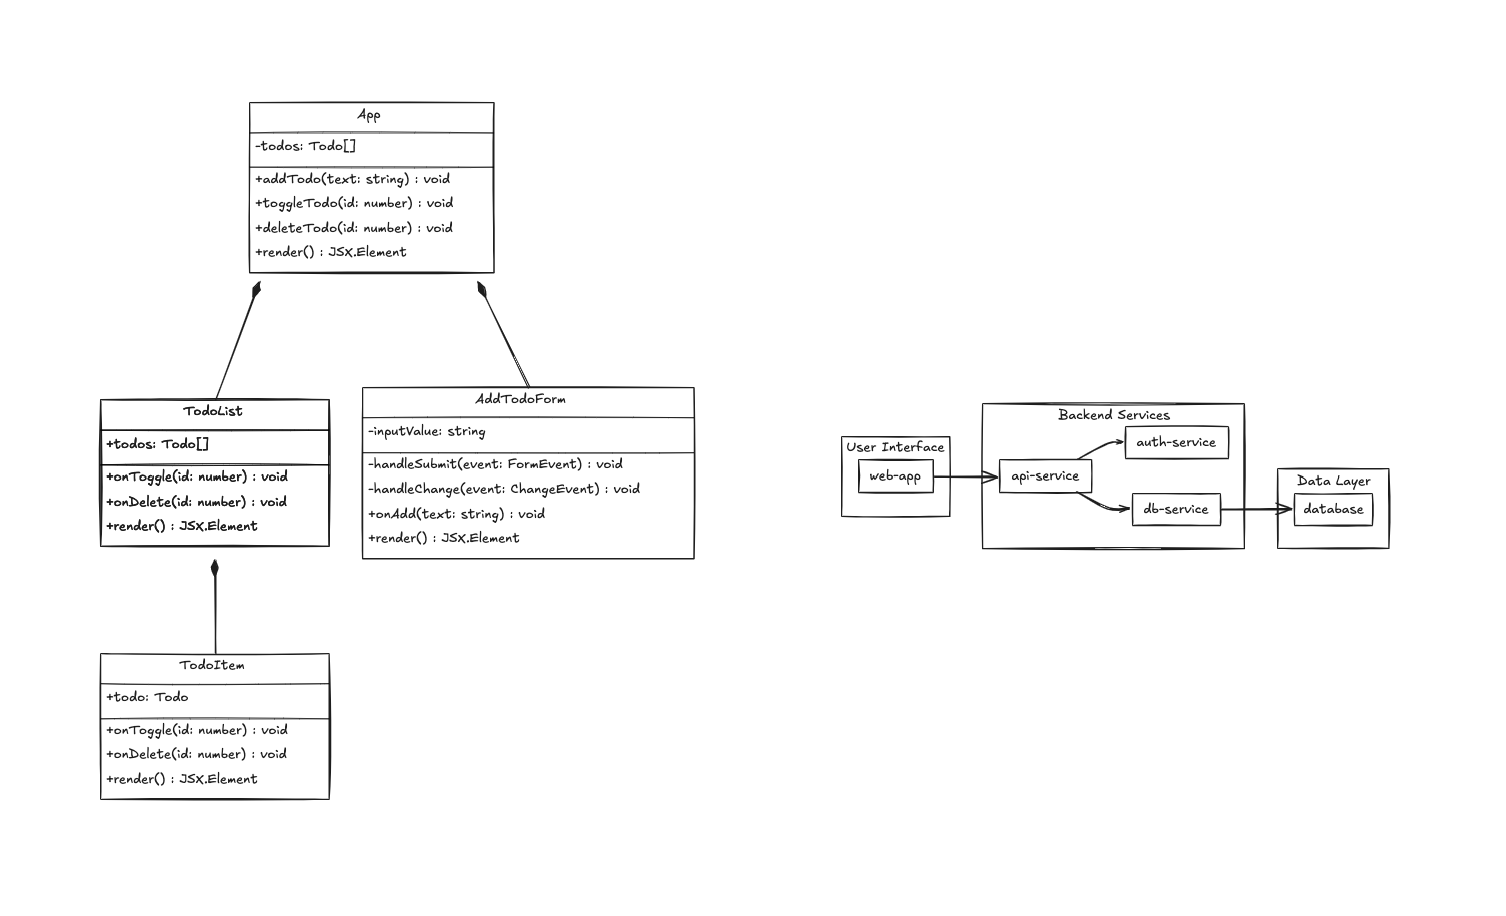 App
-todos: Todo[]
+addTodo(text: string) : void
+toggleTodo(id: number) : void
+deleteTodo(id: number) : void
+render() : JSX.Element
TodoList
+todos: Todo[]
+onToggle(id: number) : void
+onDelete(id: number) : void
+render() : JSX.Element
AddTodoForm
-inputValue: string
-handleSubmit(event: FormEvent) : void
-handleChange(event: ChangeEvent) : void
+onAdd(text: string) : void
+render() : JSX.Element
TodoItem
+todo: Todo
+onToggle(id: number) : void
+onDelete(id: number) : void
+render() : JSX.Element
User Interface
web-app
Backend Services
api-service
auth-service
db-service
Data Layer
database